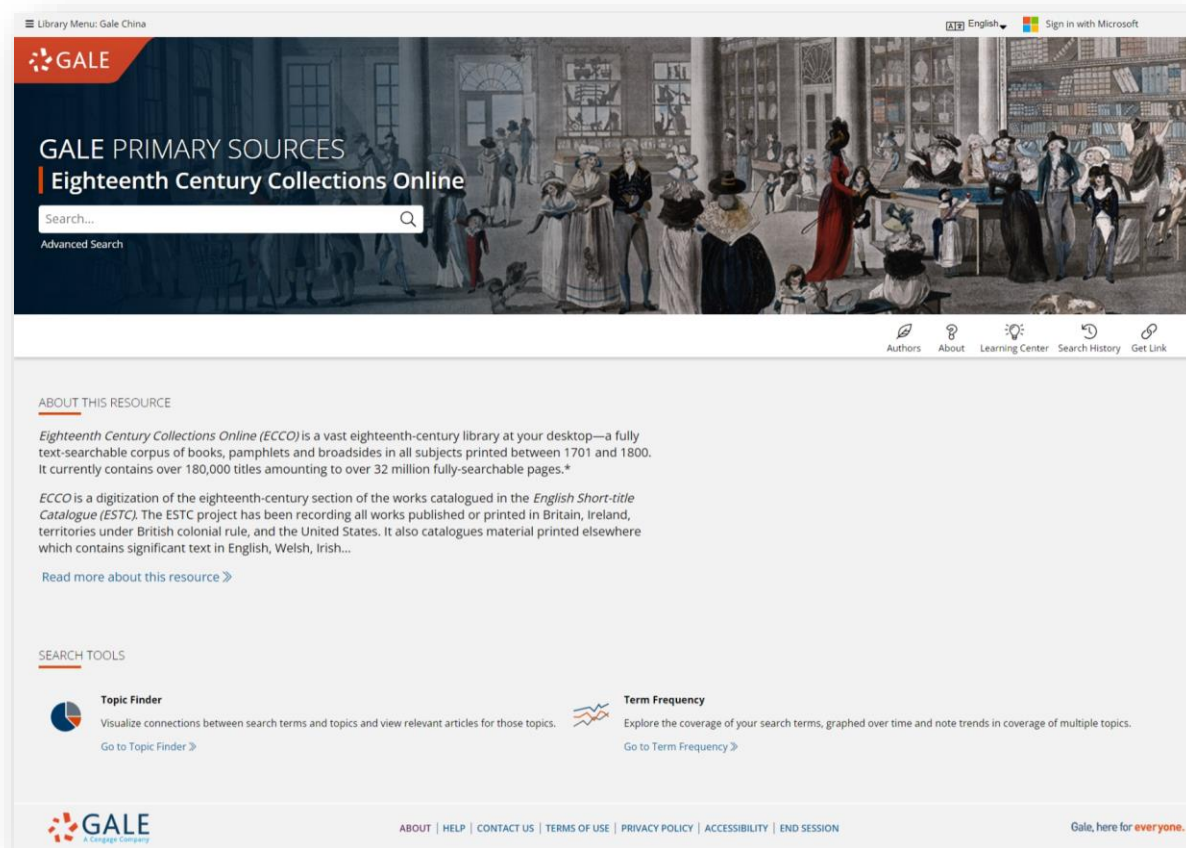 Library Menu: Gale China
English
Sign in with Microsoft
GALE
GALE PRIMARY SOURCES
Eighteenth Century Collections Online
Search...
Advanced Search
Authors
About
Learning Center
Search History
Get Link
ABOUT THIS RESOURCE
Eighteenth Century Collections Online (ECCO) is a vast eighteenth-century library at your desktop—a fully
text-searchable corpus of books, pamphlets and broadsides in all subjects printed between 1701 and 1800.
It currently contains over 180,000 titles amounting to over 32 million fully-searchable pages.*
ECCO is a digitization of the eighteenth-century section of the works catalogued in the English Short-title
Catalogue (ESTC). The ESTC project has been recording all works published or printed in Britain, Ireland,
territories under British colonial rule, and the United States. It also catalogues material printed elsewhere
which contains significant text in English, Welsh, Irish...
Read more about this resource »
SEARCH TOOLS
Topic Finder
Visualize connections between search terms and topics and view relevant articles for those topics.
Go to Topic Finder »
Term Frequency
Explore the coverage of your search terms, graphed over time and note trends in coverage of multiple topics.
Go to Term Frequency »
GALE
A Cengage Company
ABOUT | HELP | CONTACT US | TERMS OF USE | PRIVACY POLICY | ACCESSIBILITY | END SESSION
Gale, here for everyone.